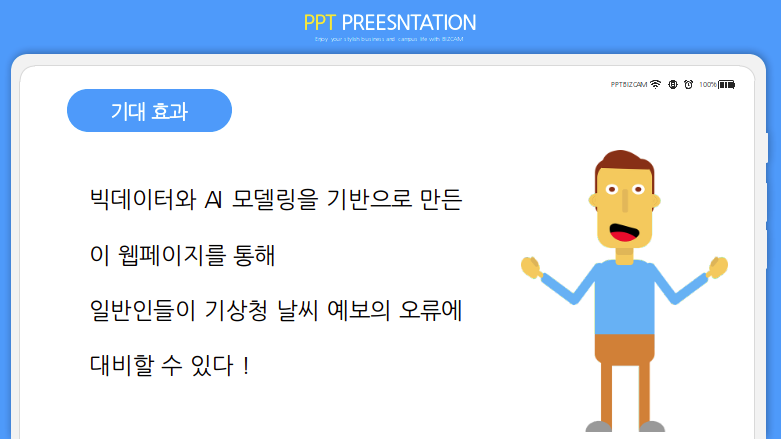 PPT PREESNTATION
Enjoy your stylish business and campus life with BIZCAM
PPTBIZCAM 100%
기대 효과
빅데이터와 AI 모델링을 기반으로 만든
이 웹페이지를 통해
일반인들이 기상청 날씨 예보의 오류에
대비할 수 있다 !